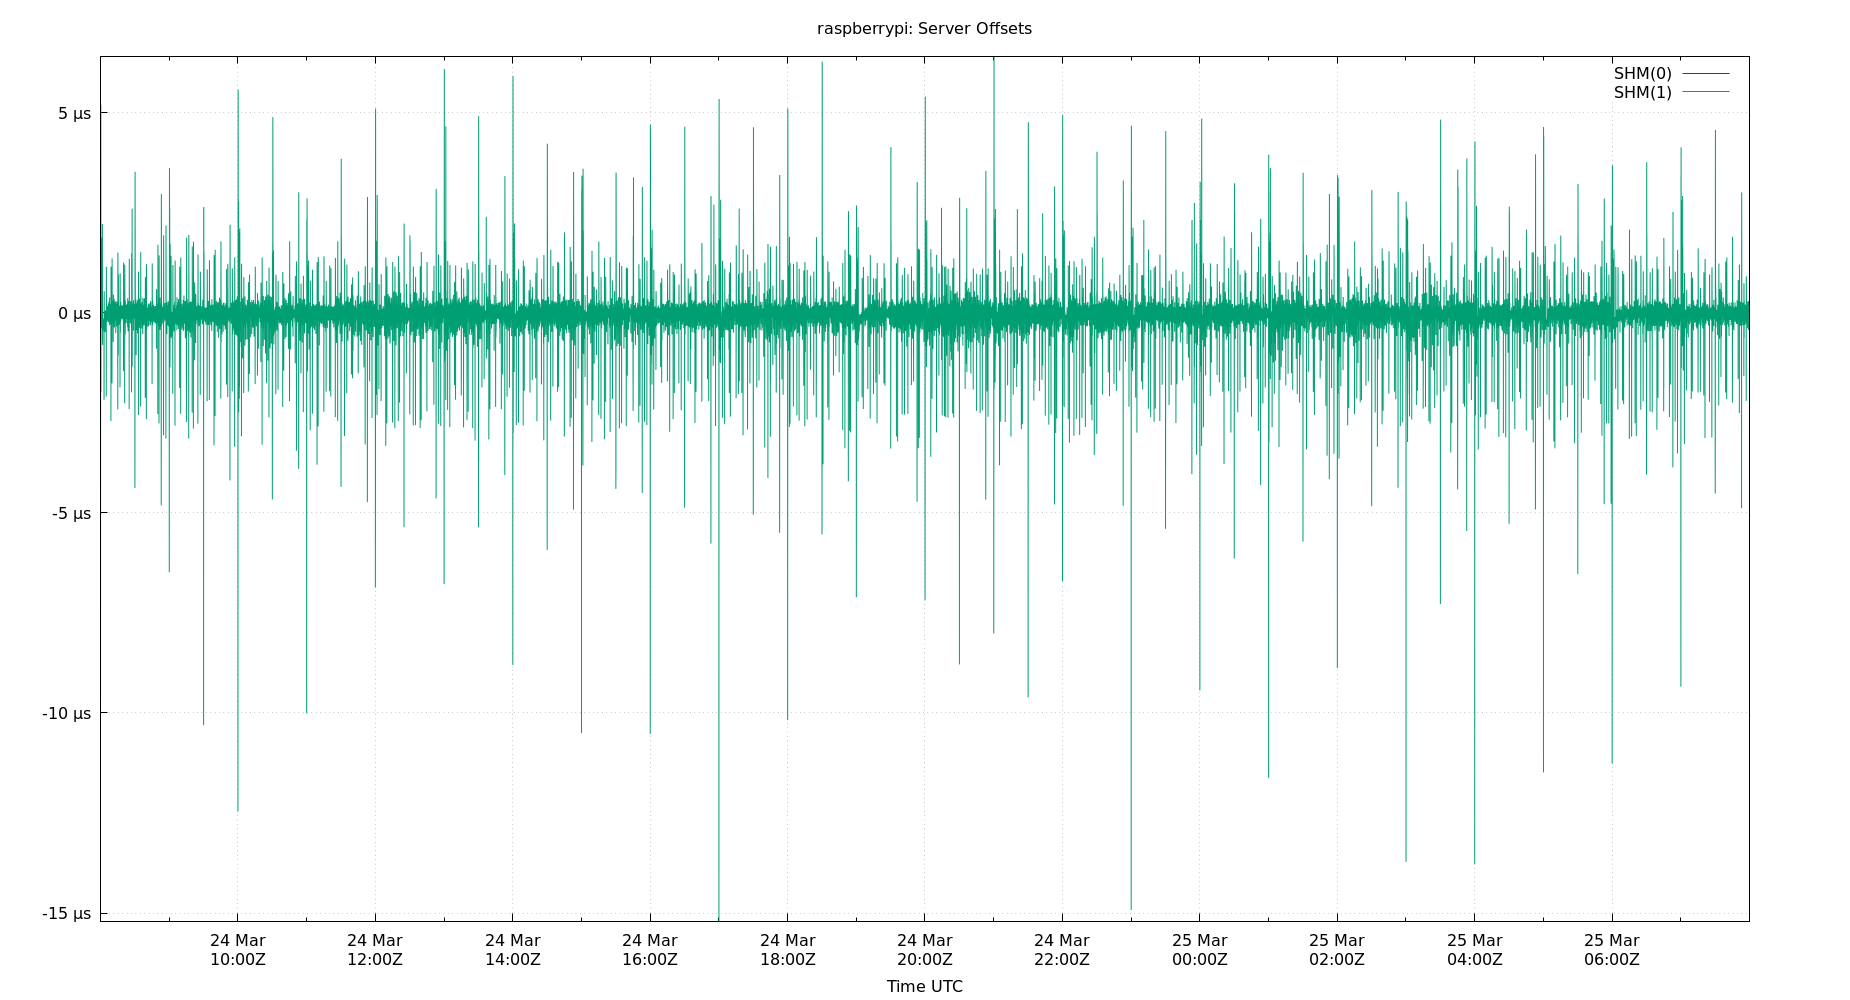 raspberrypi: Server Offsets
SHM(0)
SHM(1)
5 µs
0 µs
-5 µs
-10 µs
-15 µs
24 Mar 24 Mar 24 Mar 24 Mar 24 Mar 24 Mar 24 Mar 25 Mar 25 Mar 25 Mar 25 Mar
10:00Z 12:00Z 14:00Z 16:00Z 18:00Z 20:00Z 22:00Z 00:00Z 02:00Z 04:00Z 06:00Z
Time UTC